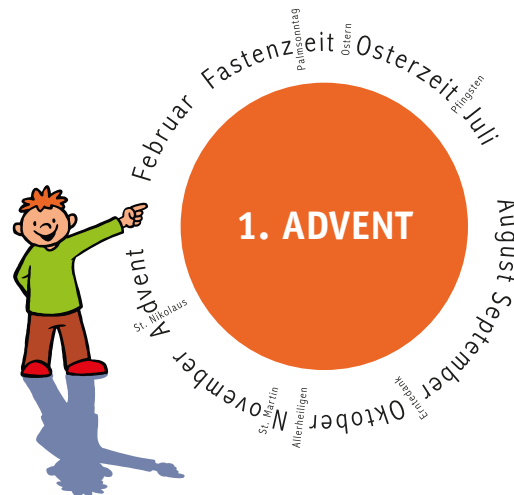 Februar
Fastenzeit
Palmsonntag
Ostern
Osterzeit
Pfingsten
Juli
August
September
Erntedank
Oktober
Allerheiligen
St. Martin
November
St. Nikolaus
Advent
1. ADVENT